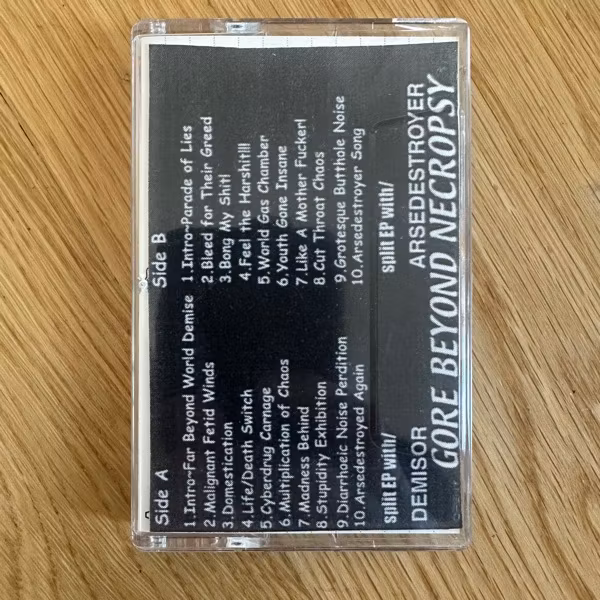 Side A
1.Intro~Far Beyond World Demise
2.Malignant Fetid Winds
3.Domestication
4.Life/Death Switch
5.Cyberdrug Carnage
6.Multiplication of Chaos
7.Madness Behind
8.Stupidity Exhibition
9.Diarrhoeic Noise Perdition
10.Arsedestroyed Again
split EP with/
DEMISOR
Side B
1.Intro~Parade of Lies
2.Bleed for Their Greed
3.Bong My Shit!
4.Feel the Harshit!!!
5.World Gas Chamber
6.Youth Gone Insane
7.Like A Mother Fucker!
8.Cut Throat Chaos
9.Grotesque Butthole Noise
10.Arsedestroyer Song
split EP with/
ARSEDESTROYER
GORE BEYOND NECROPSY